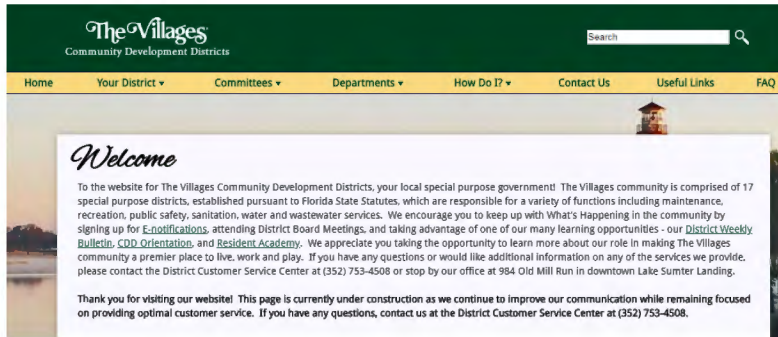 The Villages
Community Development Districts
Search
Home Your District Committees Departments How Do I? Contact Us Useful Links FAQ
Welcome
To the website for The Villages Community Development Districts, your local special purpose government! The Villages community is comprised of 17
special purpose districts, established pursuant to Florida State Statutes, which are responsible for a variety of functions including maintenance,
recreation, public safety, sanitation, water and wastewater services. We encourage you to keep up with What's Happening in the community by
signing up for E-notifications, attending District Board Meetings, and taking advantage of one of our many learning opportunities - our District Weekly
Bulletin, CDD Orientation, and Resident Academy. We appreciate you taking the opportunity to learn more about our role in making The Villages
community a premier place to live, work and play. If you have any questions or would like additional information on any of the services we provide,
please contact the District Customer Service Center at (352) 753-4508 or stop by our office at 984 Old Mill Run in downtown Lake Sumter Landing.
Thank you for visiting our website! This page is currently under construction as we continue to improve our communication while remaining focused
on providing optimal customer service. If you have any questions, contact us at the District Customer Service Center at (352) 753-4508.